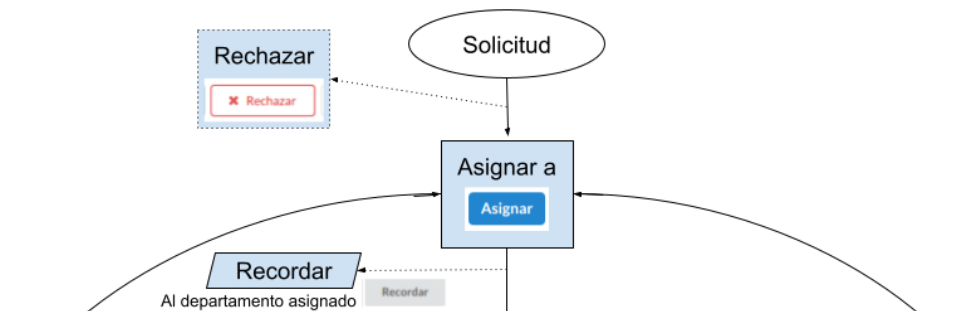 Solicitud
Rechazar
✖ Rechazar
Asignar a
Asignar
Recordar
Al departamento asignado
Recordar